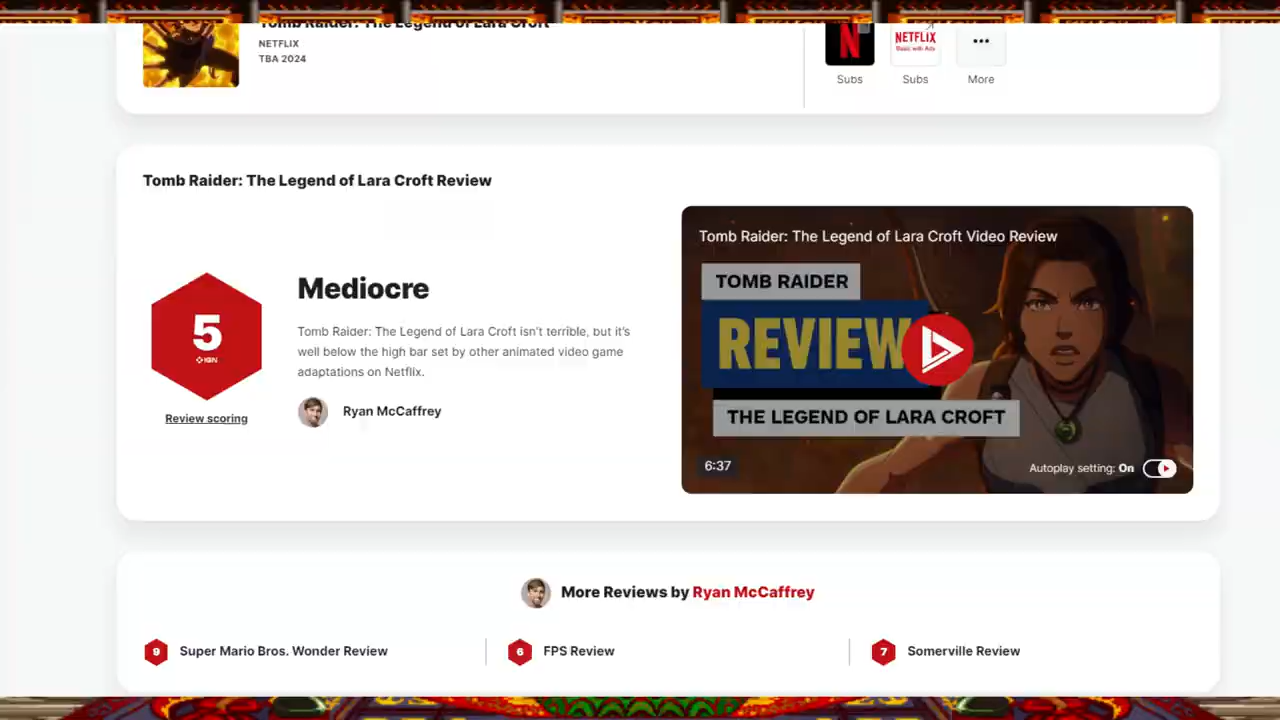 Tomb Raider: The Legend of Lara Croft
NETFLIX
TBA 2024
N
NETFLIX
Basic with Ads
Subs
Subs
More
Tomb Raider: The Legend of Lara Croft Review
5
IGN
Review scoring
Mediocre
Tomb Raider: The Legend of Lara Croft isn't terrible, but it's
well below the high bar set by other animated video game
adaptations on Netflix.
Ryan McCaffrey
Tomb Raider: The Legend of Lara Croft Video Review
TOMB RAIDER
REVIEW
THE LEGEND OF LARA CROFT
6:37
Autoplay setting: On
More Reviews by Ryan McCaffrey
9 Super Mario Bros. Wonder Review
6 FPS Review
7 Somerville Review